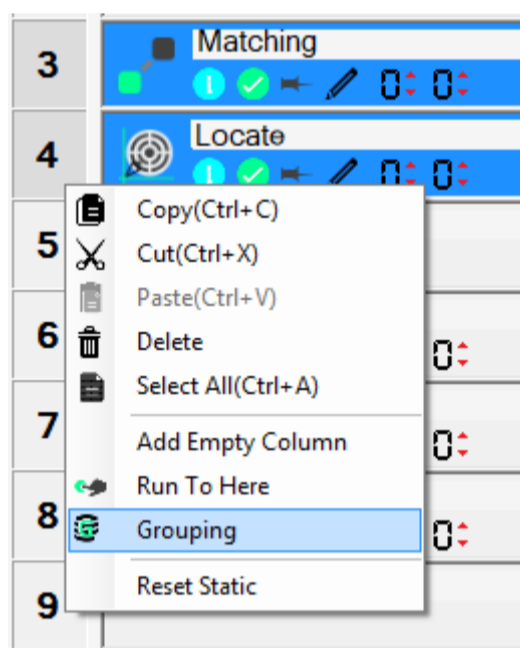 3 Matching
0 0
4 Locate
0 0
Copy(Ctrl+C)
5 Cut(Ctrl+X)
Paste(Ctrl+V)
6 Delete
0
Select All(Ctrl+A)
7 Add Empty Column
0
Run To Here
8 Grouping
0
Reset Static
9